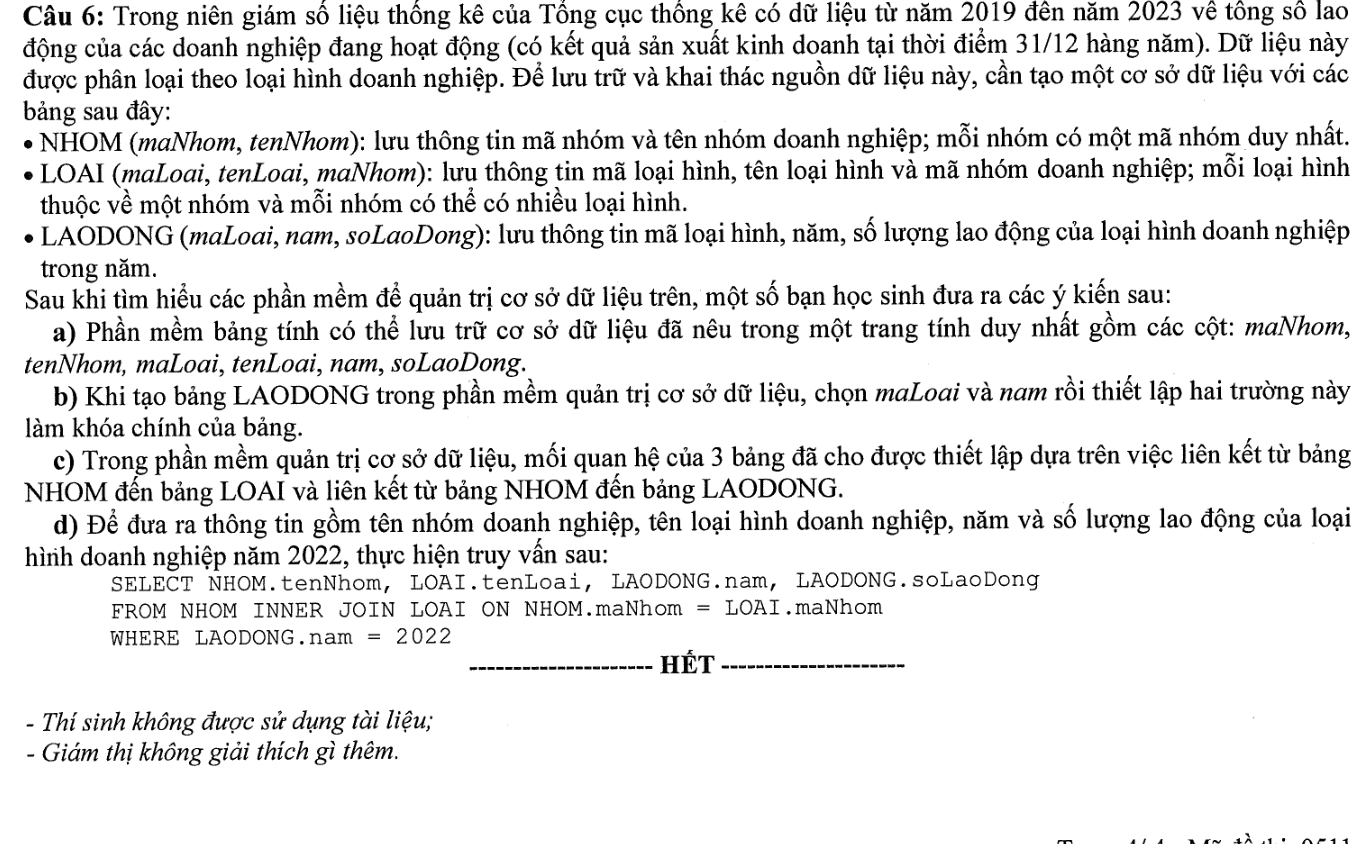 Câu 6: Trong niên giám số liệu thống kê của Tổng cục thống kê có dữ liệu từ năm 2019 đến năm 2023 về tổng số lao
động của các doanh nghiệp đang hoạt động (có kết quả sản xuất kinh doanh tại thời điểm 31/12 hàng năm). Dữ liệu này
được phân loại theo loại hình doanh nghiệp. Để lưu trữ và khai thác nguồn dữ liệu này, cần tạo một cơ sở dữ liệu với các
bảng sau đây:
• NHOM (maNhom, tenNhom): lưu thông tin mã nhóm và tên nhóm doanh nghiệp; mỗi nhóm có một mã nhóm duy nhất.
• LOAI (maLoai, tenLoai, maNhom): lưu thông tin mã loại hình, tên loại hình và mã nhóm doanh nghiệp; mỗi loại hình
thuộc về một nhóm và mỗi nhóm có thể có nhiều loại hình.
• LAODONG (maLoai, nam, soLaoDong): lưu thông tin mã loại hình, năm, số lượng lao động của loại hình doanh nghiệp
trong năm.
Sau khi tìm hiểu các phần mềm để quản trị cơ sở dữ liệu trên, một số bạn học sinh đưa ra các ý kiến sau:
a) Phần mềm bảng tính có thể lưu trữ cơ sở dữ liệu đã nêu trong một trang tính duy nhất gồm các cột: maNhom,
tenNhom, maLoai, tenLoai, nam, soLaoDong.
b) Khi tạo bảng LAODONG trong phần mềm quản trị cơ sở dữ liệu, chọn maLoai và nam rồi thiết lập hai trường này
làm khóa chính của bảng.
c) Trong phần mềm quản trị cơ sở dữ liệu, mối quan hệ của 3 bảng đã cho được thiết lập dựa trên việc liên kết từ bảng
NHOM đến bảng LOAI và liên kết từ bảng NHOM đến bảng LAODONG.
d) Để đưa ra thông tin gồm tên nhóm doanh nghiệp, tên loại hình doanh nghiệp, năm và số lượng lao động của loại
hình doanh nghiệp năm 2022, thực hiện truy vấn sau:
SELECT NHOM.tenNhom, LOAI.tenLoai, LAODONG.nam, LAODONG.soLaoDong
FROM NHOM INNER JOIN LOAI ON NHOM.maNhom = LOAI.maNhom
WHERE LAODONG.nam = 2022
--------------------- HẾT ---------------------
- Thí sinh không được sử dụng tài liệu;
- Giám thị không giải thích gì thêm.